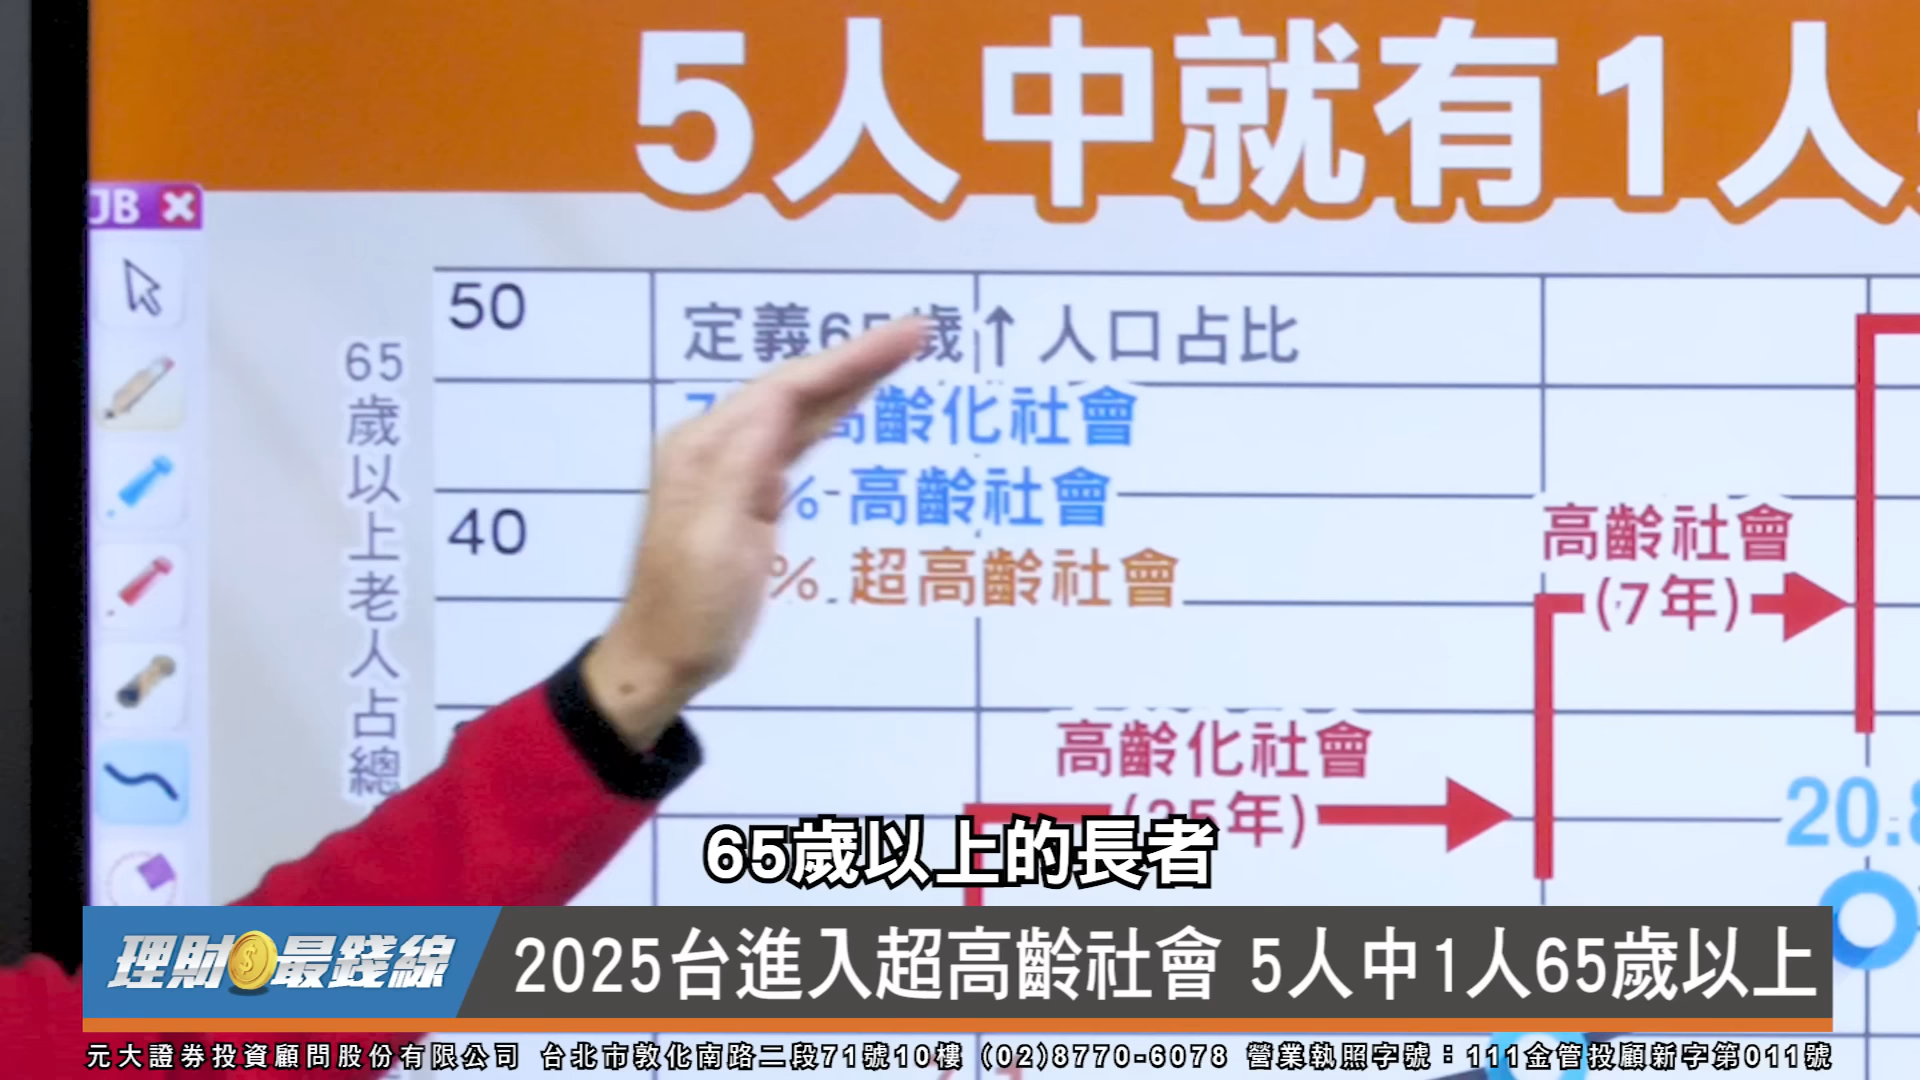 5人中就有1人
JB
50
定義65歲↑人口占比
高齡化社會
% 高齡社會
% 超高齡社會
40
65歲以上老人占總
高齡社會
(7年)
高齡化社會
(25年)
20.8
65歲以上的長者
理財最錢線
2025台進入超高齡社會 5人中1人65歲以上
元大證券投資顧問股份有限公司 台北市敦化南路二段71號10樓 (02)8770-6078 營業執照字號：111金管投顧新字第011號